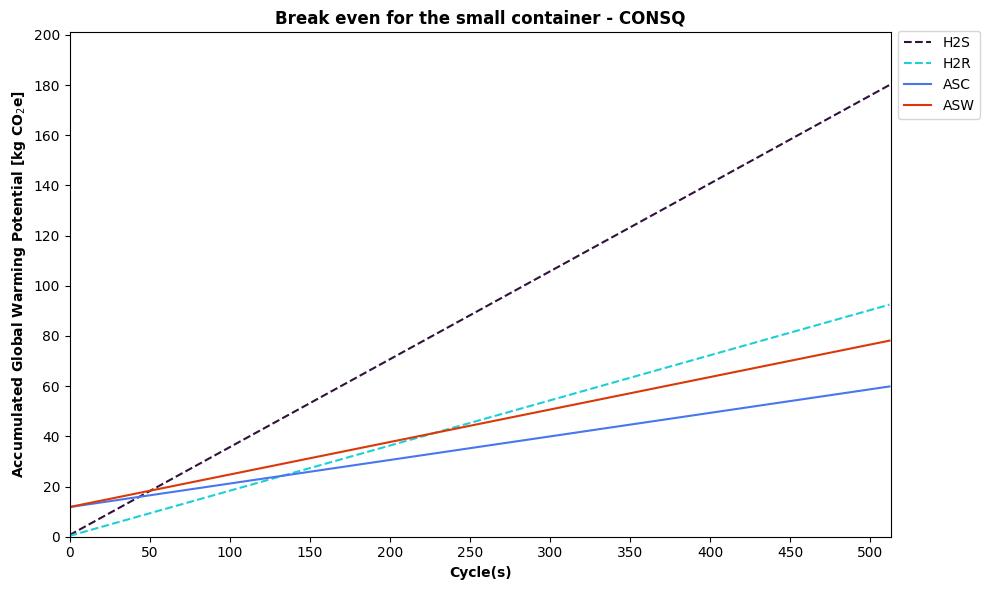 Break even for the small container - CONSQ
Accumulated Global Warming Potential [kg CO₂e]
200
180
160
140
120
100
80
60
40
20
0
0 50 100 150 200 250 300 350 400 450 500
Cycle(s)
H2S
H2R
ASC
ASW